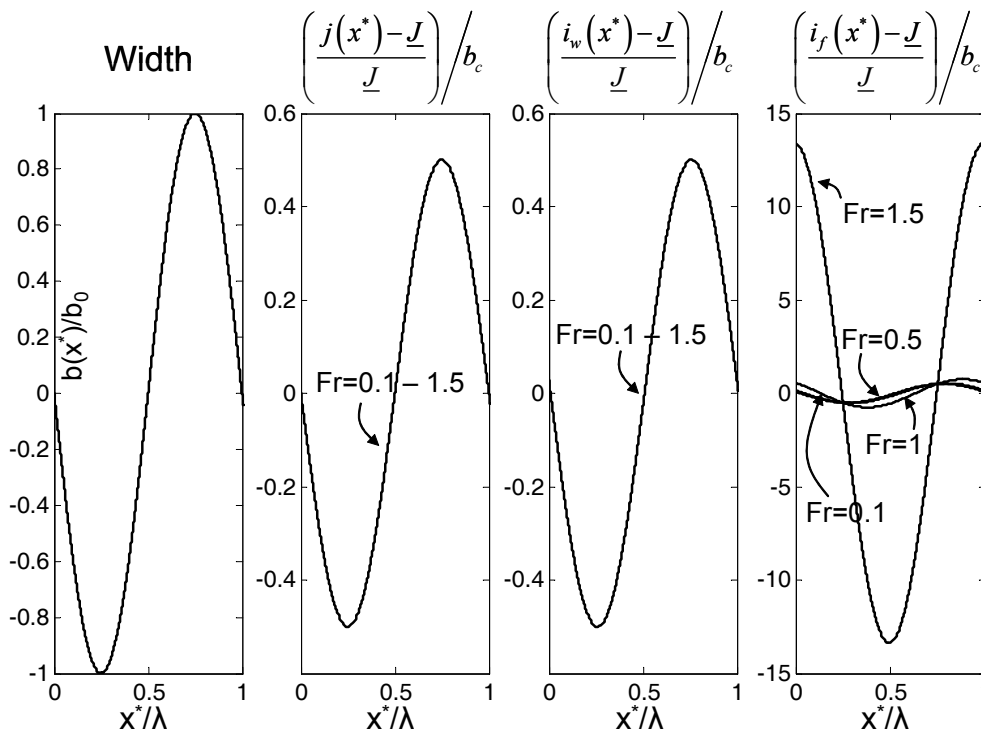 Width
((j(x*)−J)/J)/b_c
((i_w(x*)−J)/J)/b_c
((i_f(x*)−J)/J)/b_c
1
0.8
0.6
0.4
0.2
0
-0.2
-0.4
-0.6
-0.8
-1
b(x*)/b₀
0
0.5
1
x*/λ
0.6
0.4
0.2
0
-0.2
-0.4
Fr=0.1 – 1.5
0
0.5
1
x*/λ
0.6
0.4
0.2
0
-0.2
-0.4
Fr=0.1 – 1.5
0
0.5
1
x*/λ
15
10
5
0
-5
-10
-15
Fr=1.5
Fr=0.5
Fr=1
Fr=0.1
0
0.5
x*/λ